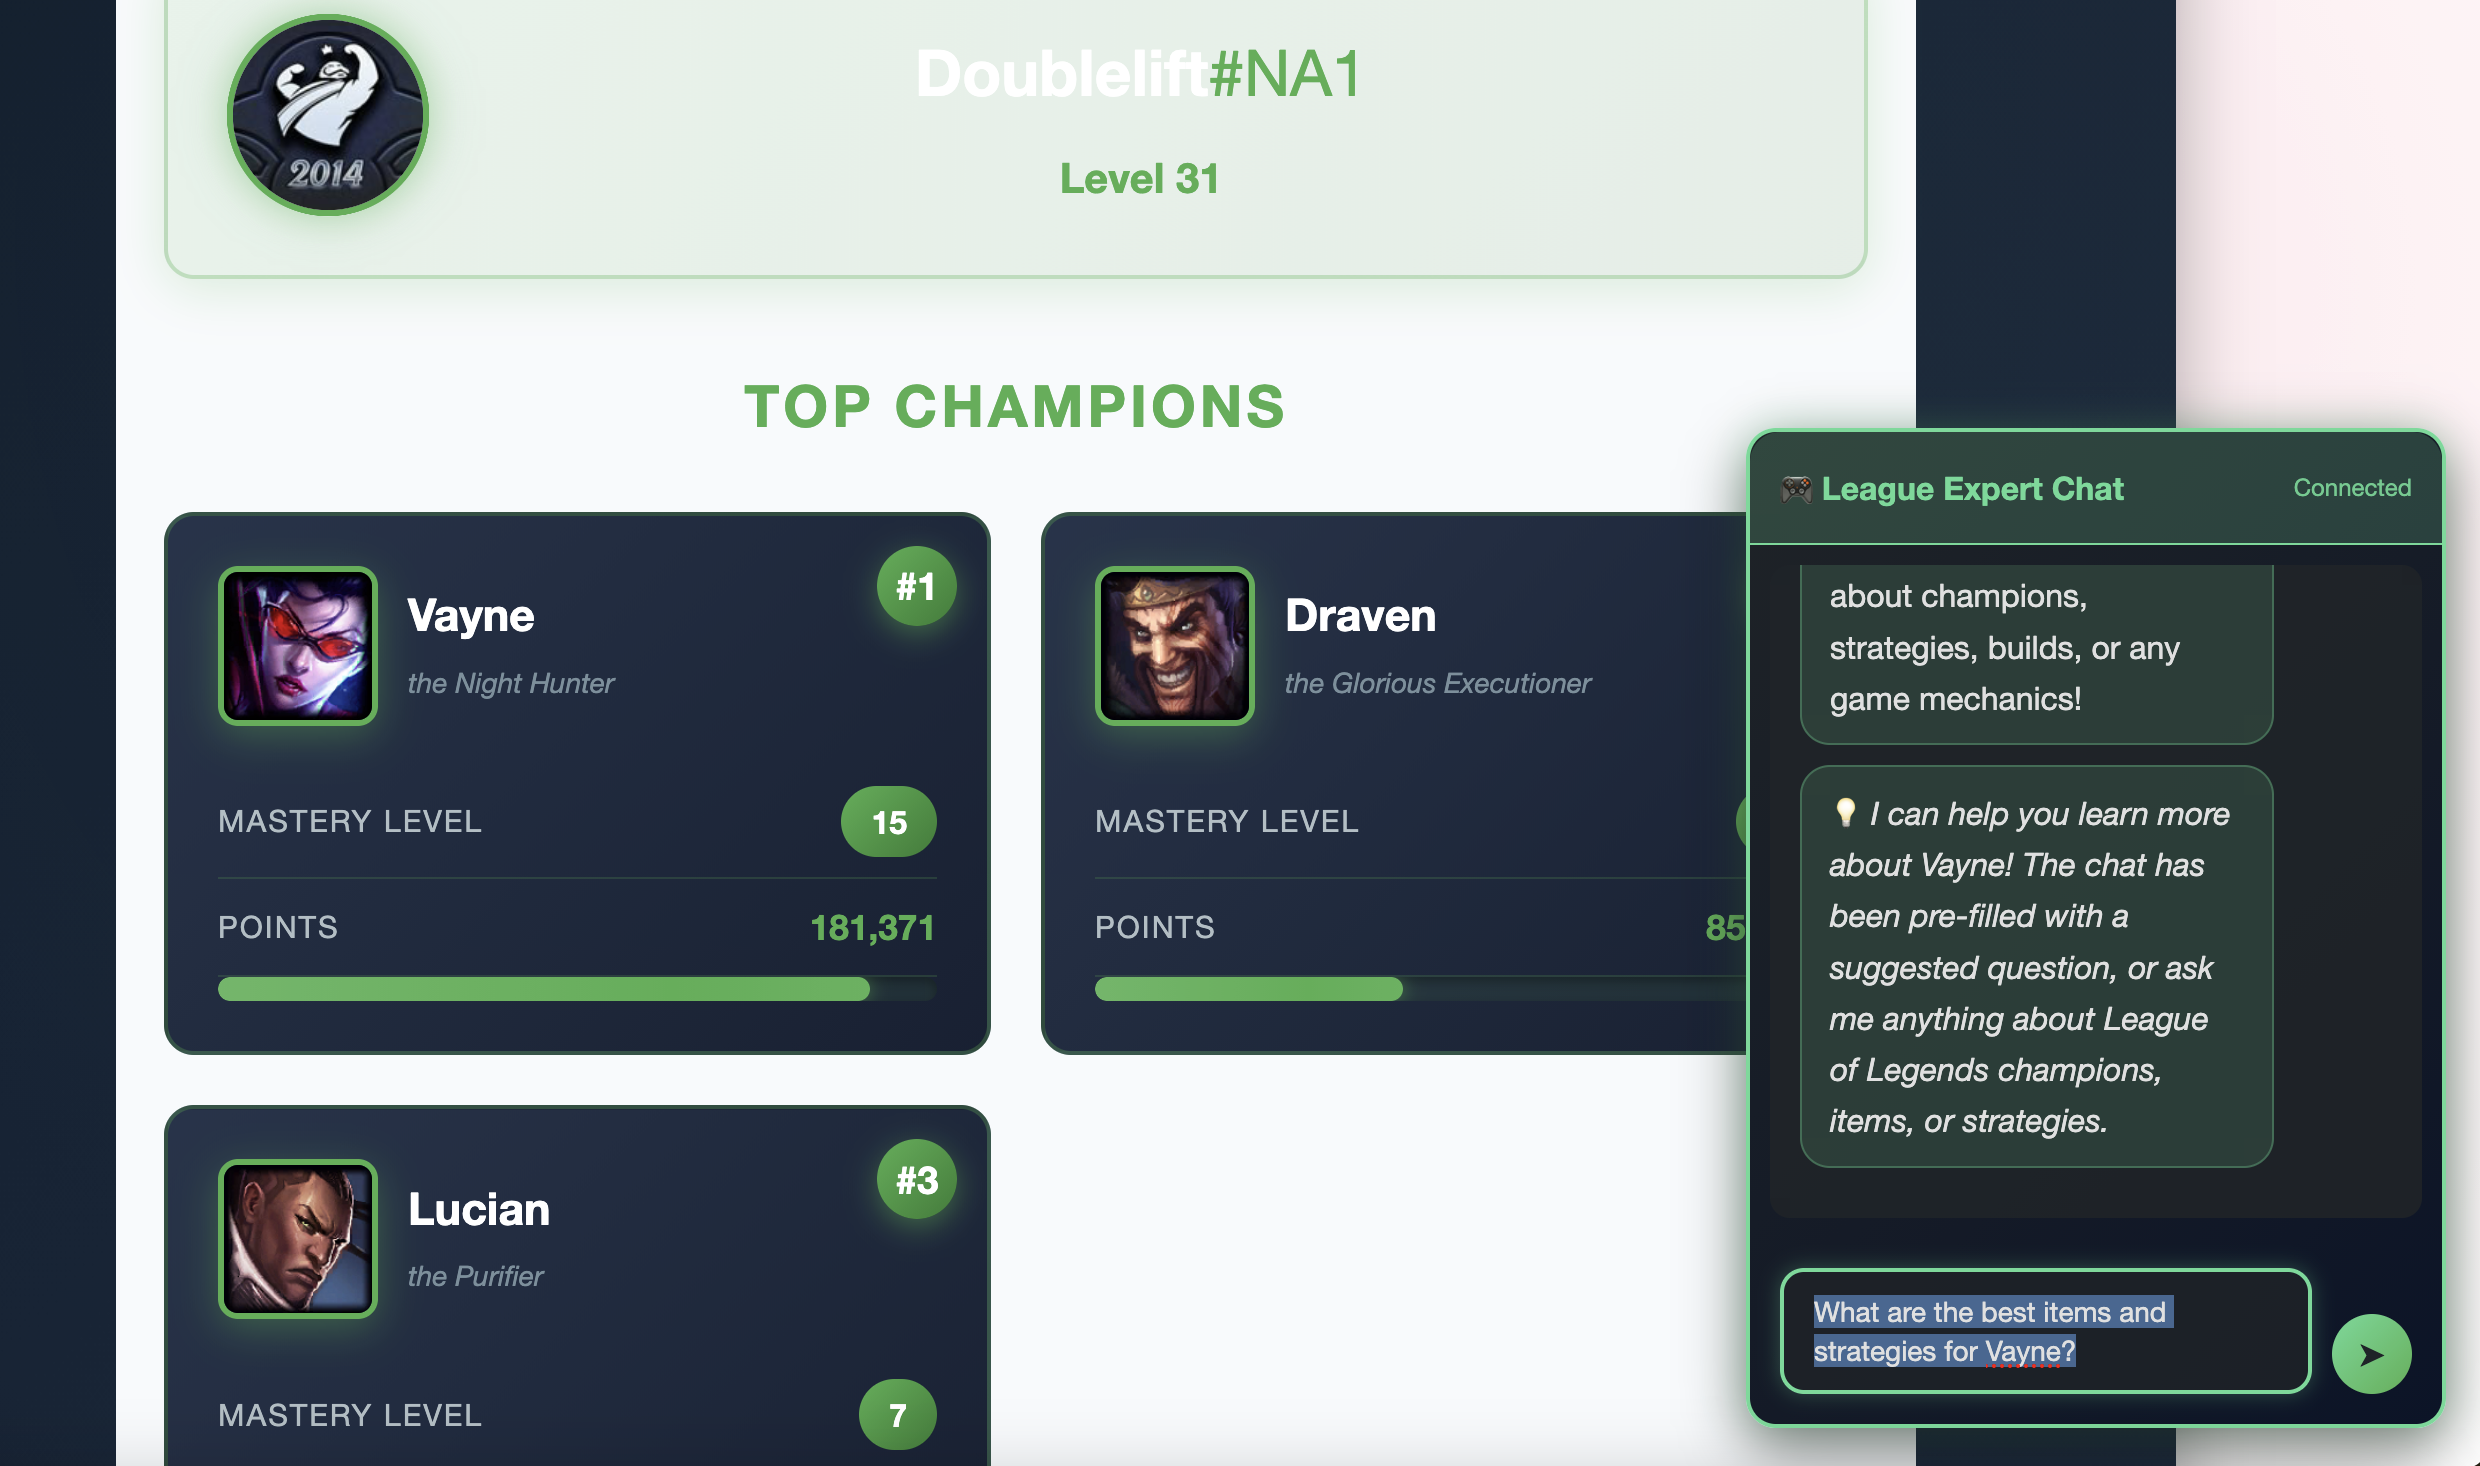 2014
Doublelift#NA1
Level 31
TOP CHAMPIONS
Vayne
the Night Hunter
#1
MASTERY LEVEL
15
POINTS
181,371
Draven
the Glorious Executioner
MASTERY LEVEL
POINTS
85
Lucian
the Purifier
#3
MASTERY LEVEL
7
League Expert Chat
Connected
about champions,
strategies, builds, or any
game mechanics!
I can help you learn more
about Vayne! The chat has
been pre-filled with a
suggested question, or ask
me anything about League
of Legends champions,
items, or strategies.
What are the best items and
strategies for Vayne?